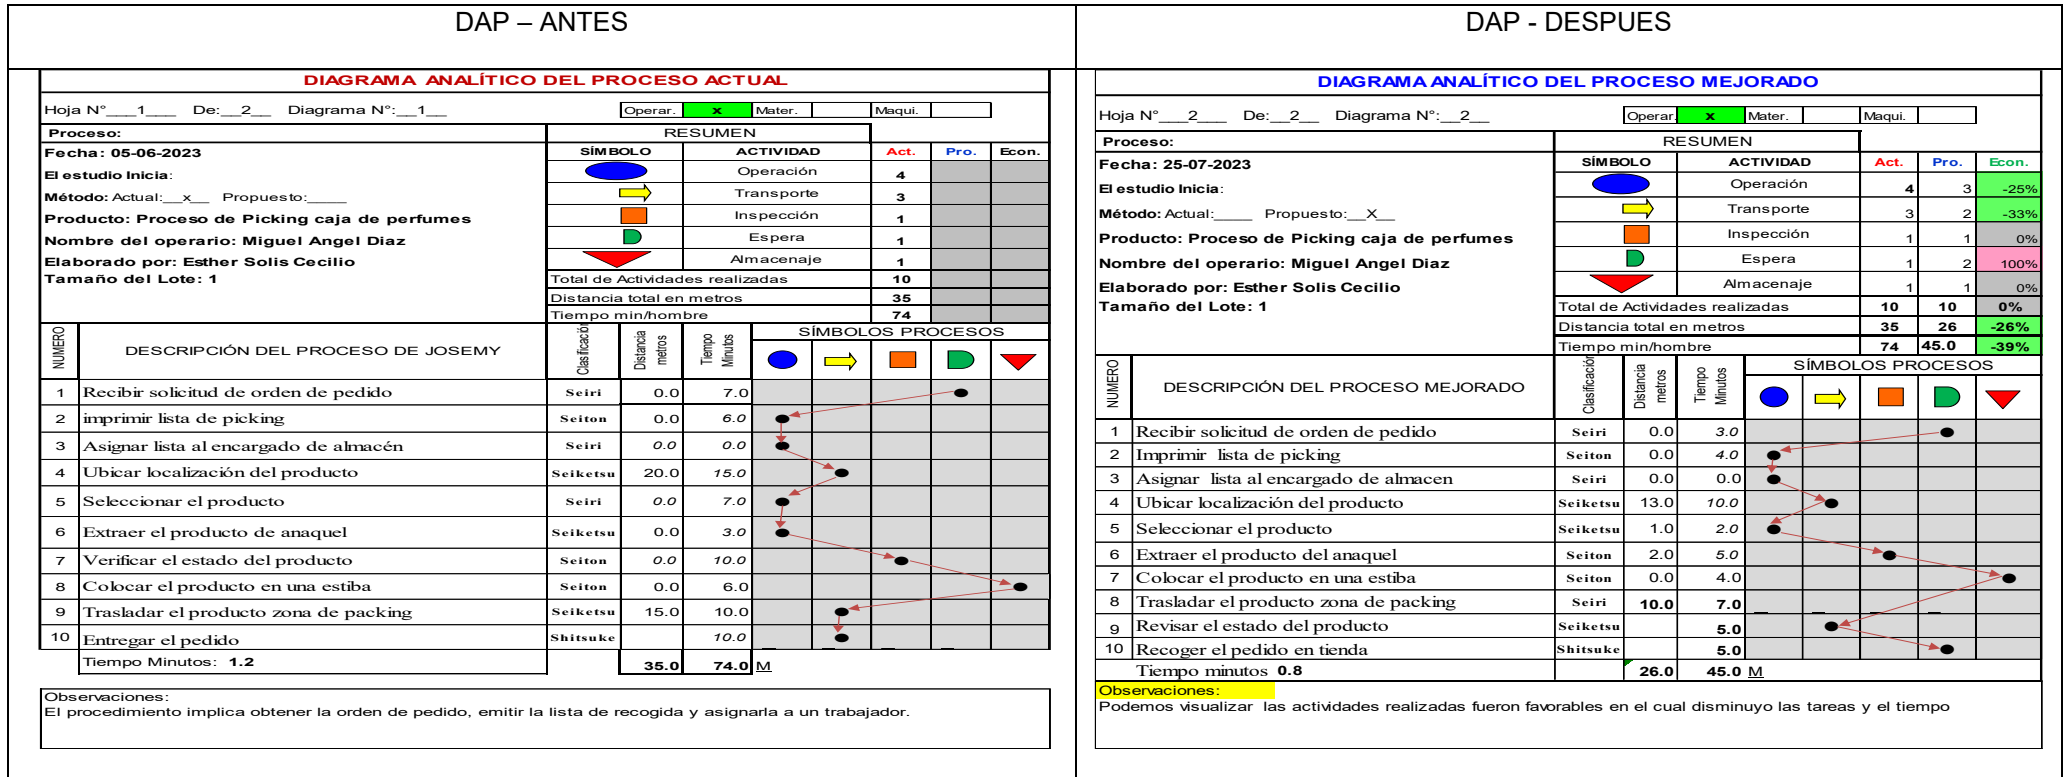 DAP – ANTES
DIAGRAMA ANALÍTICO DEL PROCESO ACTUAL
Hoja N°___1____ De:__2__ Diagrama N°:__1__ Operar. x Mater. Maqui.
Proceso: RESUMEN
Fecha: 05-06-2023 SÍMBOLO ACTIVIDAD Act. Pro. Econ.
El estudio Inicia: Operación 4
Método: Actual:__x__ Propuesto:____ Transporte 3
Producto: Proceso de Picking caja de perfumes Inspección 1
Nombre del operario: Miguel Angel Diaz Espera 1
Elaborado por: Esther Solis Cecilio Almacenaje 1
Tamaño del Lote: 1 Total de Actividades realizadas 10
Distancia total en metros 35
Tiempo min/hombre 74
NUMERO DESCRIPCIÓN DEL PROCESO DE JOSEMY Clasificación Distancia metros Tiempo Minutos SÍMBOLOS PROCESOS
1 Recibir solicitud de orden de pedido Seiri 0.0 7.0
2 imprimir lista de picking Seiton 0.0 6.0
3 Asignar lista al encargado de almacén Seiri 0.0 0.0
4 Ubicar localización del producto Seiketsu 20.0 15.0
5 Seleccionar el producto Seiri 0.0 7.0
6 Extraer el producto de anaquel Seiketsu 0.0 3.0
7 Verificar el estado del producto Seiton 0.0 10.0
8 Colocar el producto en una estiba Seiton 0.0 6.0
9 Trasladar el producto zona de packing Seiketsu 15.0 10.0
10 Entregar el pedido Shitsuke 10.0
Tiempo Minutos: 1.2 35.0 74.0 M
Observaciones:
El procedimiento implica obtener la orden de pedido, emitir la lista de recogida y asignarla a un trabajador.
DAP - DESPUES
DIAGRAMA ANALÍTICO DEL PROCESO MEJORADO
Hoja N°___2___ De:__2__ Diagrama N°:__2__ Operar. x Mater. Maqui.
Proceso: RESUMEN
Fecha: 25-07-2023 SÍMBOLO ACTIVIDAD Act. Pro. Econ.
El estudio Inicia: Operación 4 3 -25%
Método: Actual:____ Propuesto:__X__ Transporte 3 2 -33%
Producto: Proceso de Picking caja de perfumes Inspección 1 1 0%
Nombre del operario: Miguel Angel Diaz Espera 1 2 100%
Elaborado por: Esther Solis Cecilio Almacenaje 1 1 0%
Tamaño del Lote: 1 Total de Actividades realizadas 10 10 0%
Distancia total en metros 35 26 -26%
Tiempo min/hombre 74 45.0 -39%
NUMERO DESCRIPCIÓN DEL PROCESO MEJORADO Clasificación Distancia metros Tiempo Minutos SÍMBOLOS PROCESOS
1 Recibir solicitud de orden de pedido Seiri 0.0 3.0
2 Imprimir lista de picking Seiton 0.0 4.0
3 Asignar lista al encargado de almacen Seiri 0.0 0.0
4 Ubicar localización del producto Seiketsu 13.0 10.0
5 Seleccionar el producto Seiketsu 1.0 2.0
6 Extraer el producto del anaquel Seiton 2.0 5.0
7 Colocar el producto en una estiba Seiton 0.0 4.0
8 Trasladar el producto zona de packing Seiri 10.0 7.0
9 Revisar el estado del producto Seiketsu 5.0
10 Recoger el pedido en tienda Shitsuke 5.0
Tiempo minutos 0.8 26.0 45.0 M
Observaciones:
Podemos visualizar las actividades realizadas fueron favorables en el cual disminuyo las tareas y el tiempo